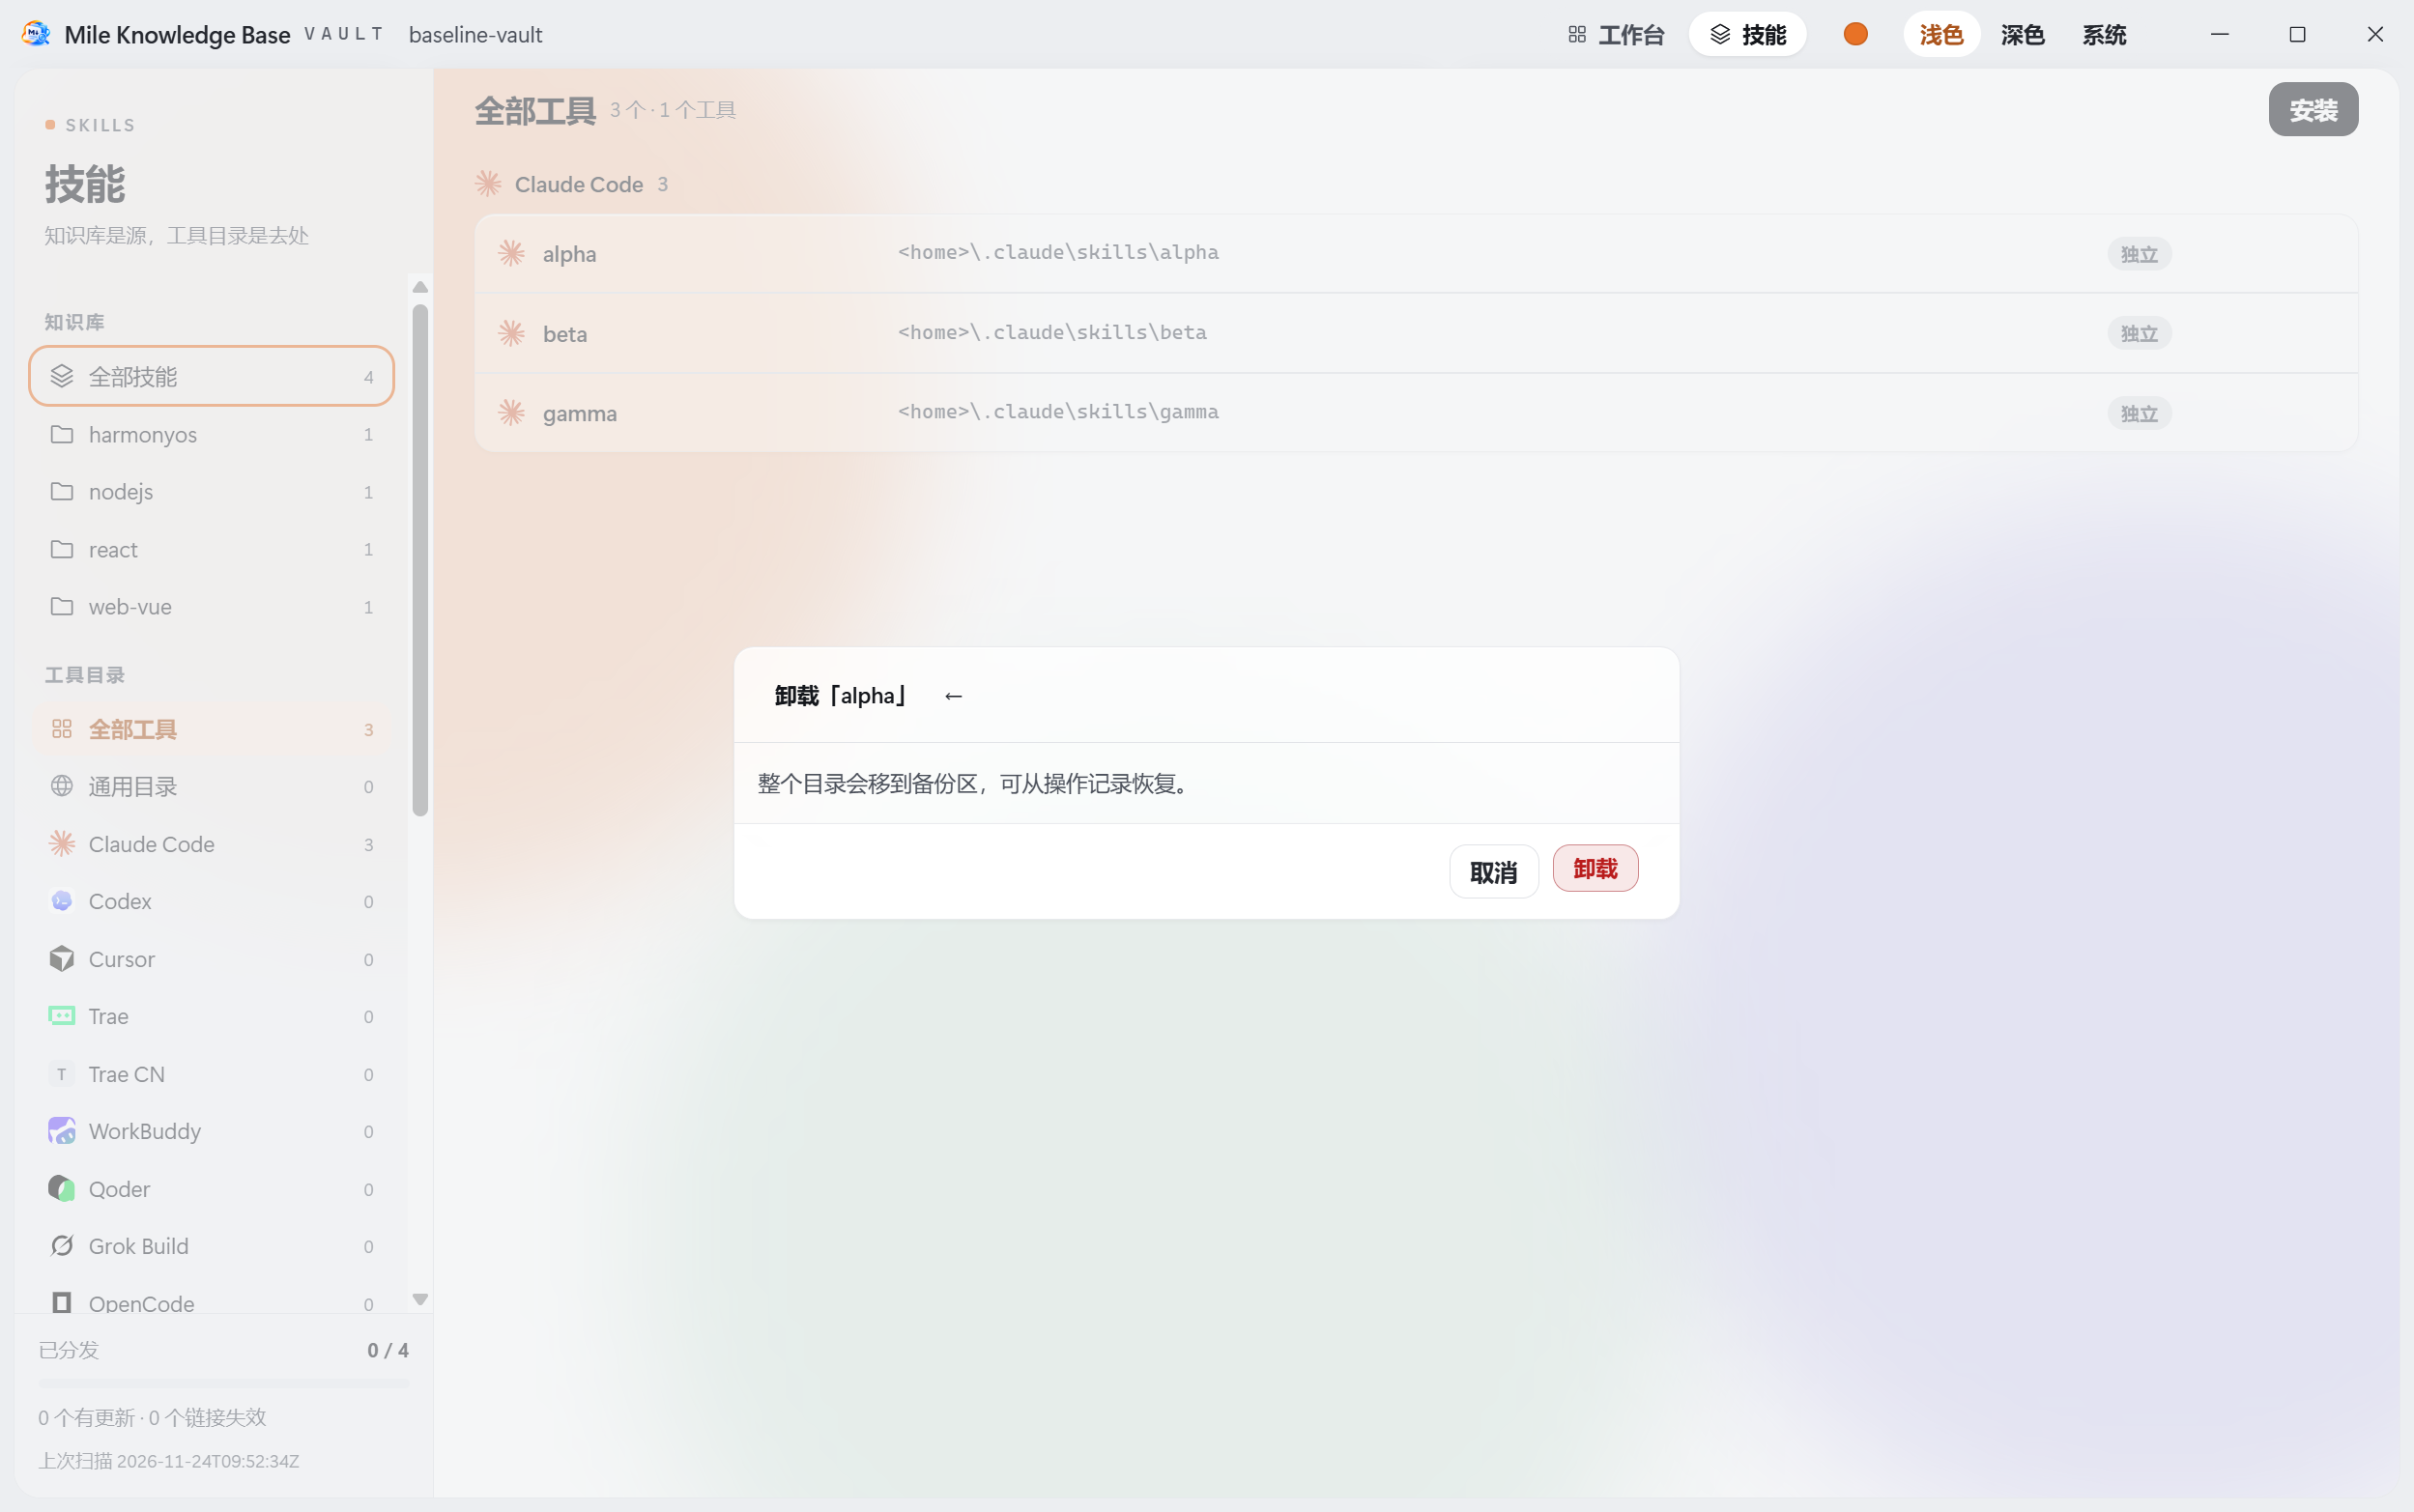 Mile Knowledge Base VAULT baseline-vault
工作台 技能 浅色 深色 系统
SKILLS
技能
知识库是源，工具目录是去处
知识库
全部技能 4
harmonyos 1
nodejs 1
react 1
web-vue 1
工具目录
全部工具 3
通用目录 0
Claude Code 3
Codex 0
Cursor 0
Trae 0
T Trae CN 0
WorkBuddy 0
Qoder 0
Grok Build 0
OpenCode 0
已分发 0 / 4
0 个有更新 · 0 个链接失效
上次扫描 2026-11-24T09:52:34Z
全部工具 3 个 · 1 个工具
安装
Claude Code 3
alpha <home>\.claude\skills\alpha 独立
beta <home>\.claude\skills\beta 独立
gamma <home>\.claude\skills\gamma 独立
卸载「alpha」 ←
整个目录会移到备份区，可从操作记录恢复。
取消 卸载